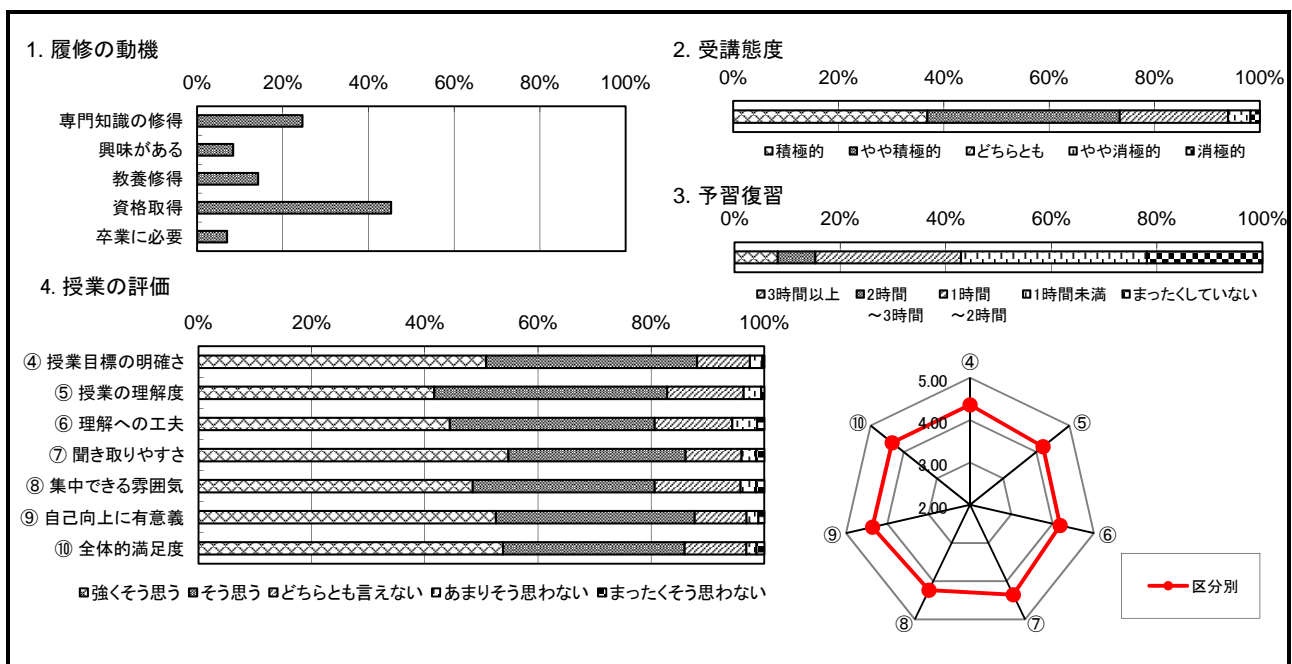 1. 履修の動機
0% 20% 40% 60% 80% 100%
専門知識の修得
興味がある
教養修得
資格取得
卒業に必要
2. 受講態度
0% 20% 40% 60% 80% 100%
積極的 やや積極的 どちらとも やや消極的 消極的
3. 予習復習
0% 20% 40% 60% 80% 100%
3時間以上 2時間～3時間 1時間～2時間 1時間未満 まったくしていない
4. 授業の評価
0% 20% 40% 60% 80% 100%
④ 授業目標の明確さ
⑤ 授業の理解度
⑥ 理解への工夫
⑦ 聞き取りやすさ
⑧ 集中できる雰囲気
⑨ 自己向上に有意義
⑩ 全体的満足度
強くそう思う そう思う どちらとも言えない あまりそう思わない まったくそう思わない
④
5.00
⑩
⑤
4.00
3.00
2.00
⑨
⑥
⑧
⑦
区分別